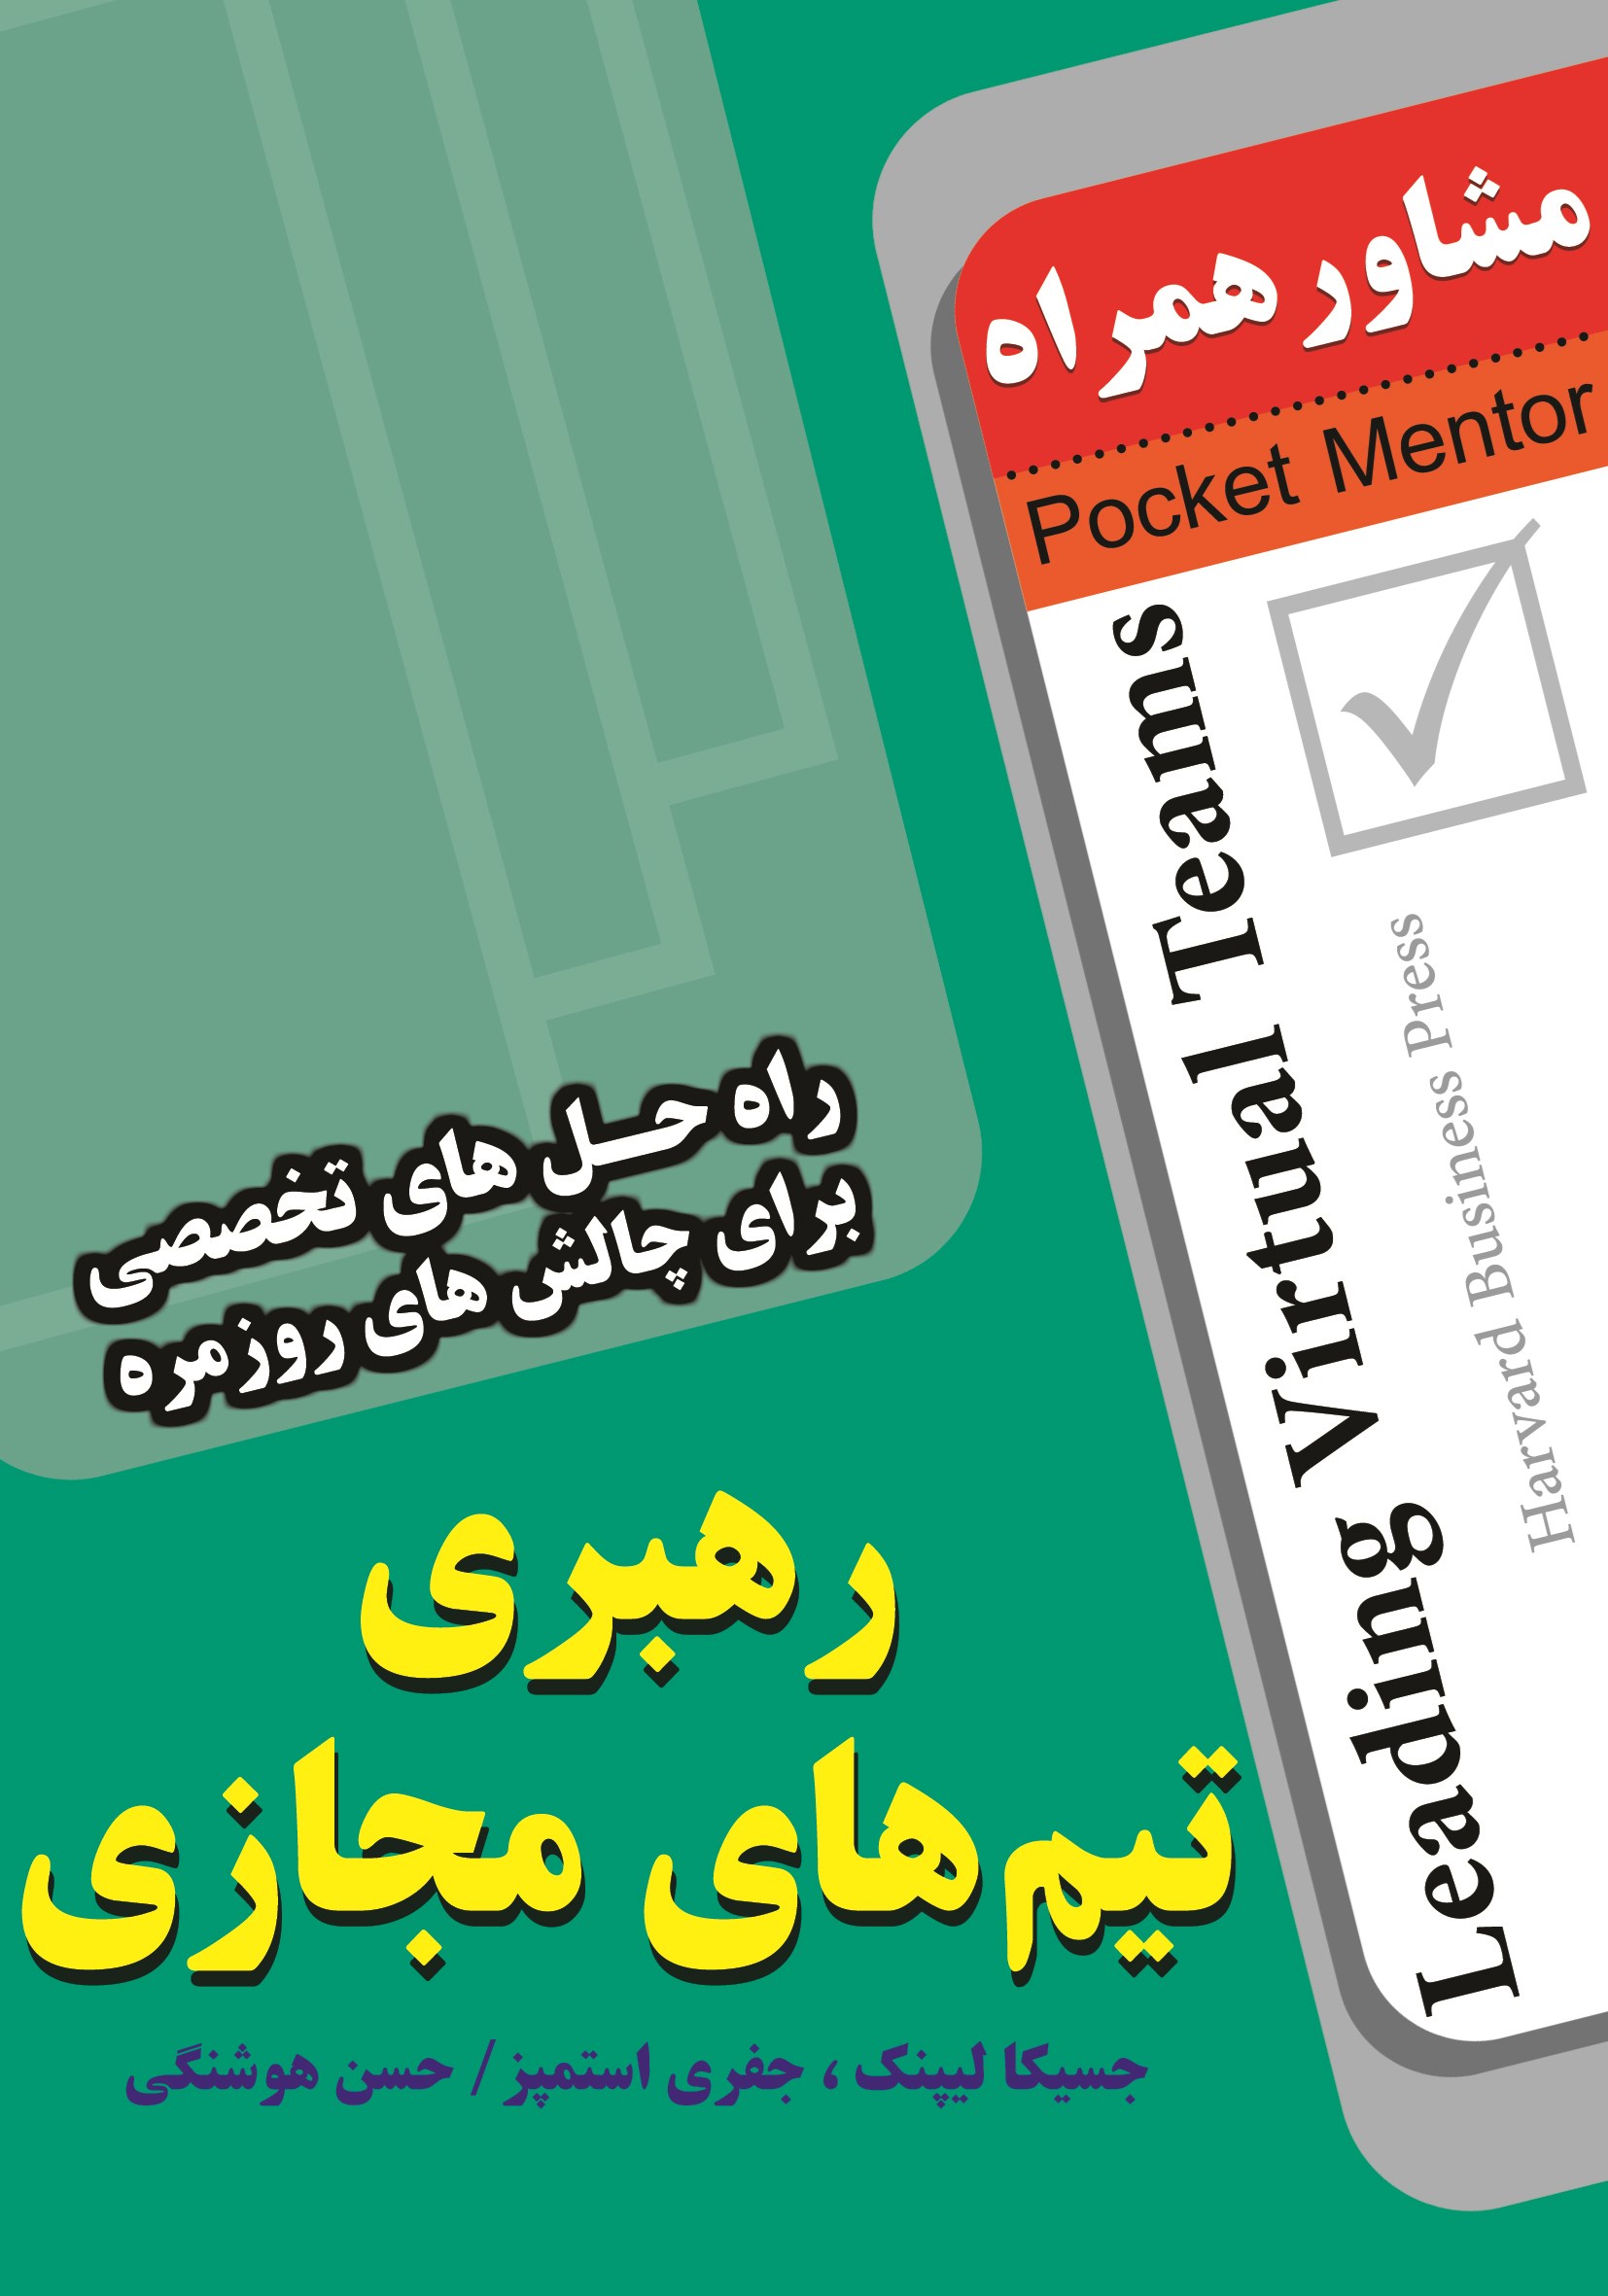 مشاور همراه
Pocket Mentor
Leading Virtual Teams
Harvard Business Press
راه حل های تخصصی
برای چالش های روزمره
رهبری
تیم‌های مجازی
جسیکا لیپنک ، جفری استمپز / حسن هوشنگی